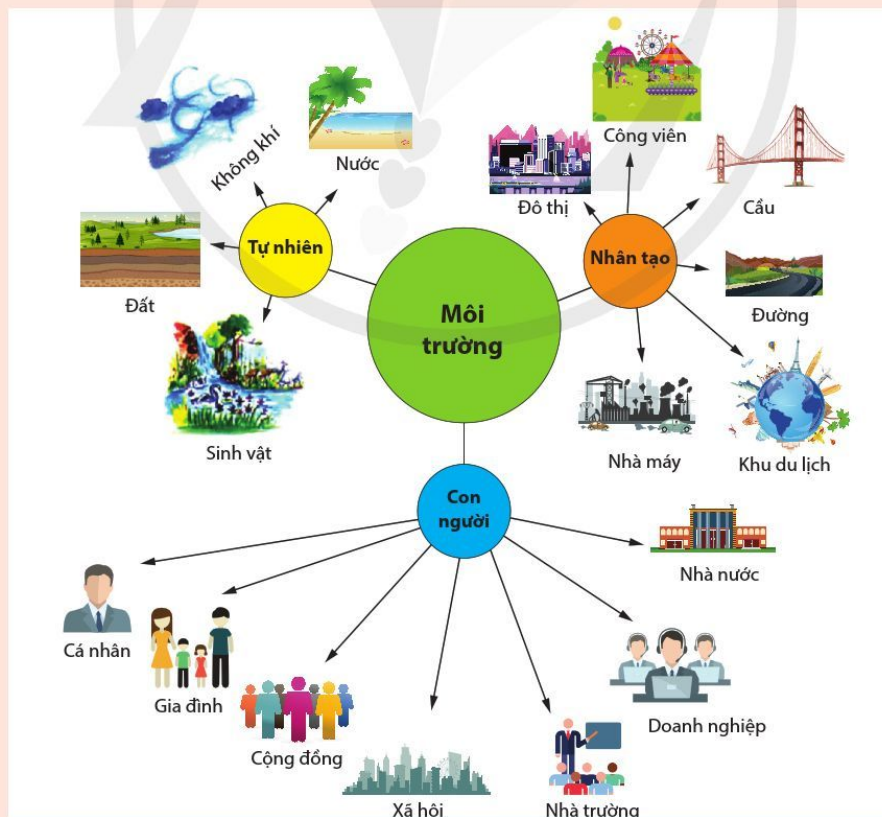 Công viên
Không khí
Nước
Đô thị
Cầu
Tự nhiên
Nhân tạo
Đất
Môi
trường
Đường
Sinh vật
Nhà máy
Khu du lịch
Con
người
Nhà nước
Cá nhân
Gia đình
Doanh nghiệp
Cộng đồng
Xã hội
Nhà trường